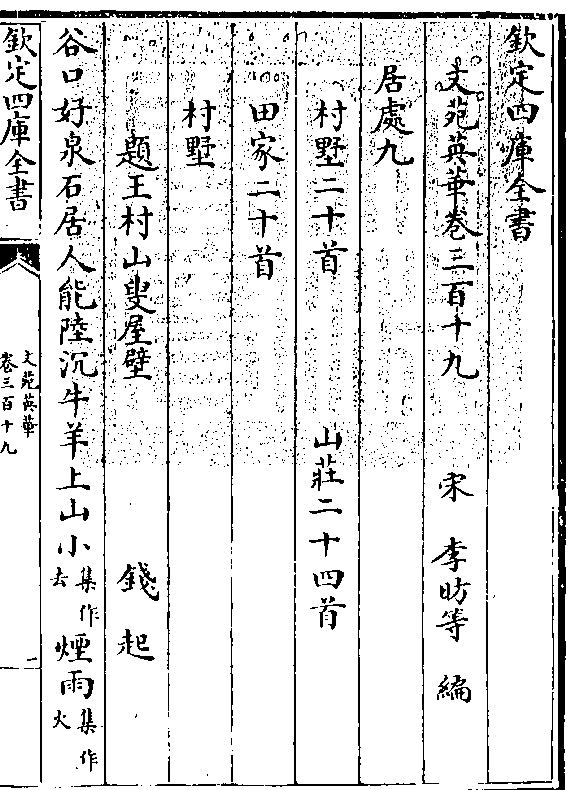 欽定四庫全書
文苑英華卷三百十九
宋 李昉等 編
居處九
村墅二十首 山莊二十四首
田家二十首
村墅
題王村山叟屋壁 錢起
谷口好泉石居人能陸沉牛羊上山小集作去煙雨集作火
欽定四庫全書
文苑英華
卷三百十九
一